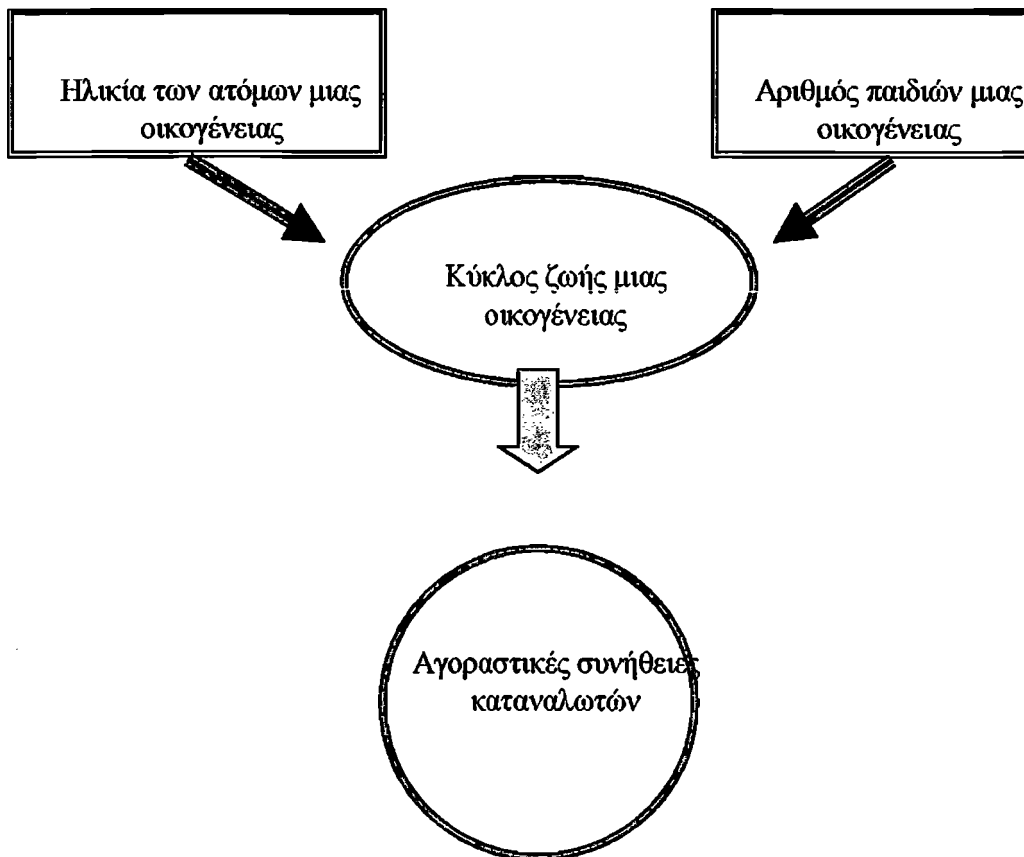 Ηλικία των ατόμων μιας
οικογένειας
Αριθμός παιδιών μιας
οικογένειας
Κύκλος ζωής μιας
οικογένειας
Αγοραστικές συνήθειες
καταναλωτών